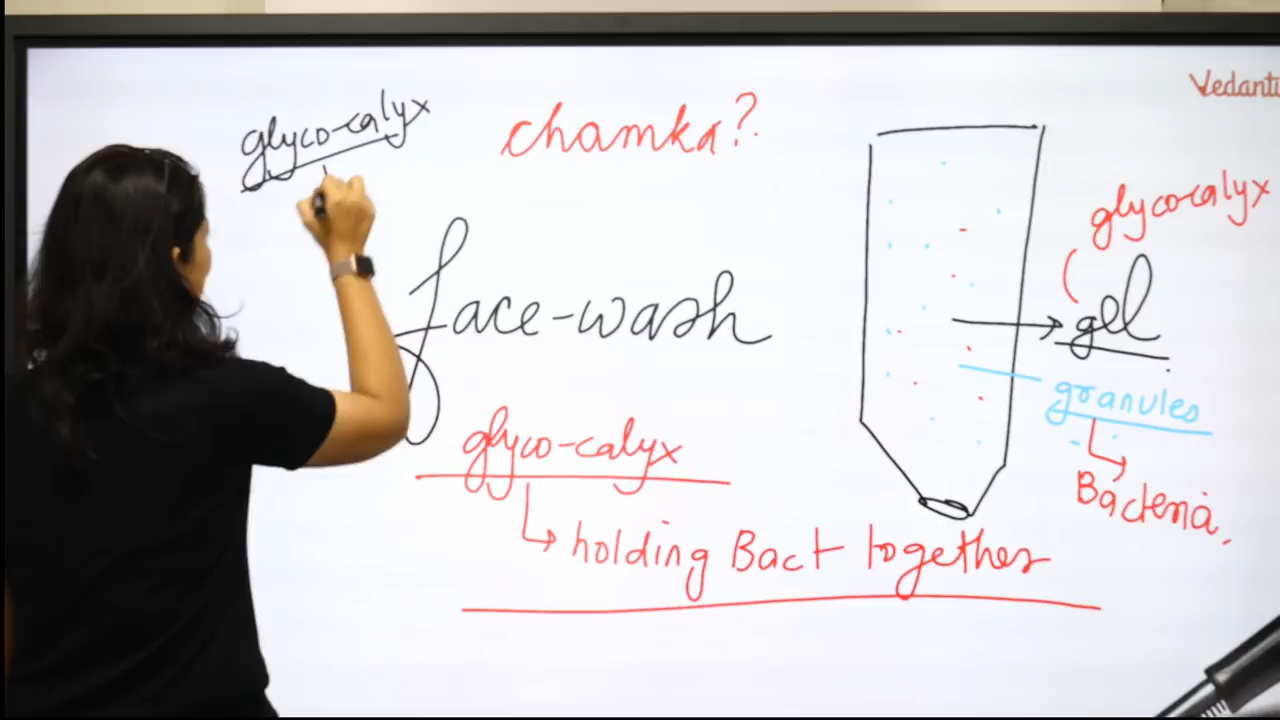 Vedantu
glyco-calyx
chamka?
glycocalyx
face-wash
gel
granules
glyco-calyx
Bacteria,
holding Bact together